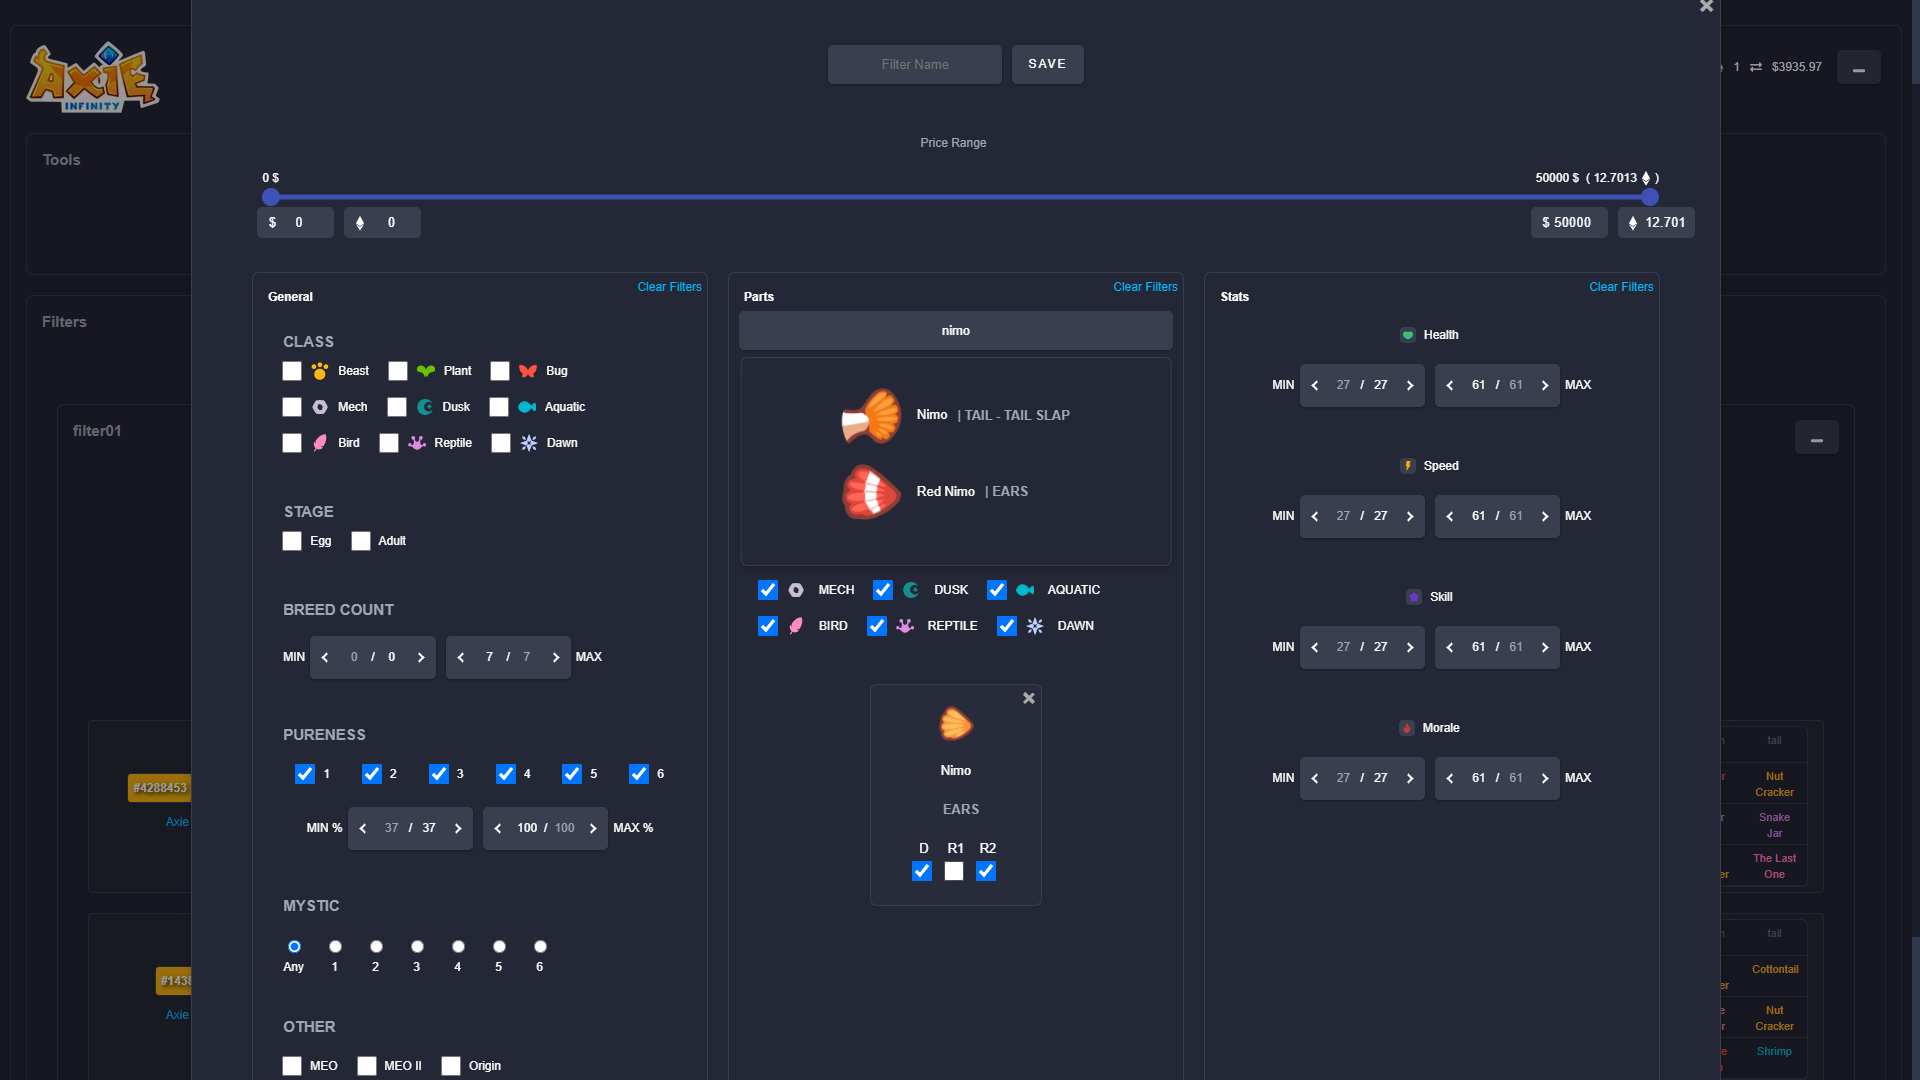 AXIE
INFINITY
Filter Name
SAVE
1 $3935.97
Tools
Price Range
0 $
50000 $ ( 12.7013 )
$ 0
0
$ 50000
12.701
Filters
filter01
General
Clear Filters
CLASS
Beast Plant Bug
Mech Dusk Aquatic
Bird Reptile Dawn
STAGE
Egg Adult
BREED COUNT
MIN 0 / 0 7 / 7 MAX
PURENESS
1 2 3 4 5 6
MIN % 37 / 37 100 / 100 MAX %
MYSTIC
Any 1 2 3 4 5 6
OTHER
MEO MEO II Origin
Parts
Clear Filters
nimo
Nimo | TAIL - TAIL SLAP
Red Nimo | EARS
MECH DUSK AQUATIC
BIRD REPTILE DAWN
Nimo
EARS
D R1 R2
Stats
Clear Filters
Health
MIN 27 / 27 61 / 61 MAX
Speed
MIN 27 / 27 61 / 61 MAX
Skill
MIN 27 / 27 61 / 61 MAX
Morale
MIN 27 / 27 61 / 61 MAX
#4288453
Axie
#1438
Axie
tail
Nut
Cracker
Snake
Jar
The Last
One
tail
Cottontail
Nut
Cracker
Shrimp